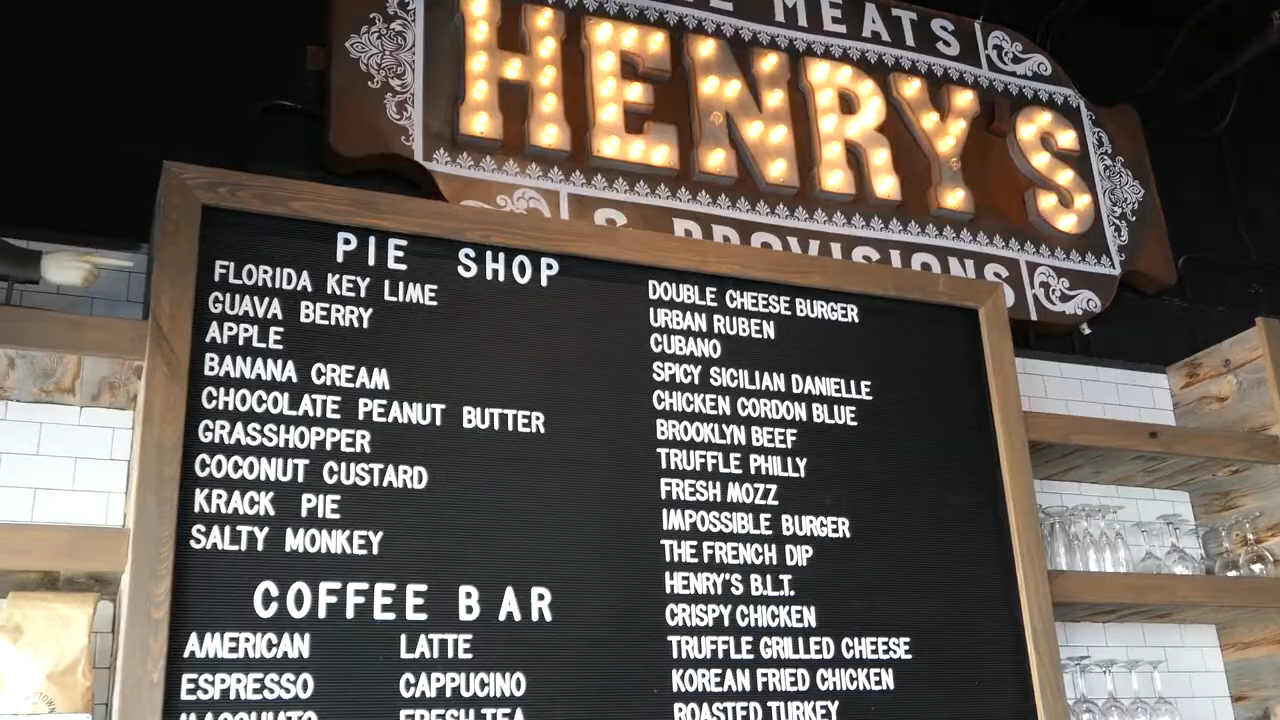 MEATS
HENRY'S
& PROVISIONS
PIE SHOP
FLORIDA KEY LIME
GUAVA BERRY
APPLE
BANANA CREAM
CHOCOLATE PEANUT BUTTER
GRASSHOPPER
COCONUT CUSTARD
KRACK PIE
SALTY MONKEY
COFFEE BAR
AMERICAN LATTE
ESPRESSO CAPPUCINO
FRESH TEA
DOUBLE CHEESE BURGER
URBAN RUBEN
CUBANO
SPICY SICILIAN DANIELLE
CHICKEN CORDON BLUE
BROOKLYN BEEF
TRUFFLE PHILLY
FRESH MOZZ
IMPOSSIBLE BURGER
THE FRENCH DIP
HENRY'S B.L.T.
CRISPY CHICKEN
TRUFFLE GRILLED CHEESE
KOREAN FRIED CHICKEN
ROASTED TURKEY